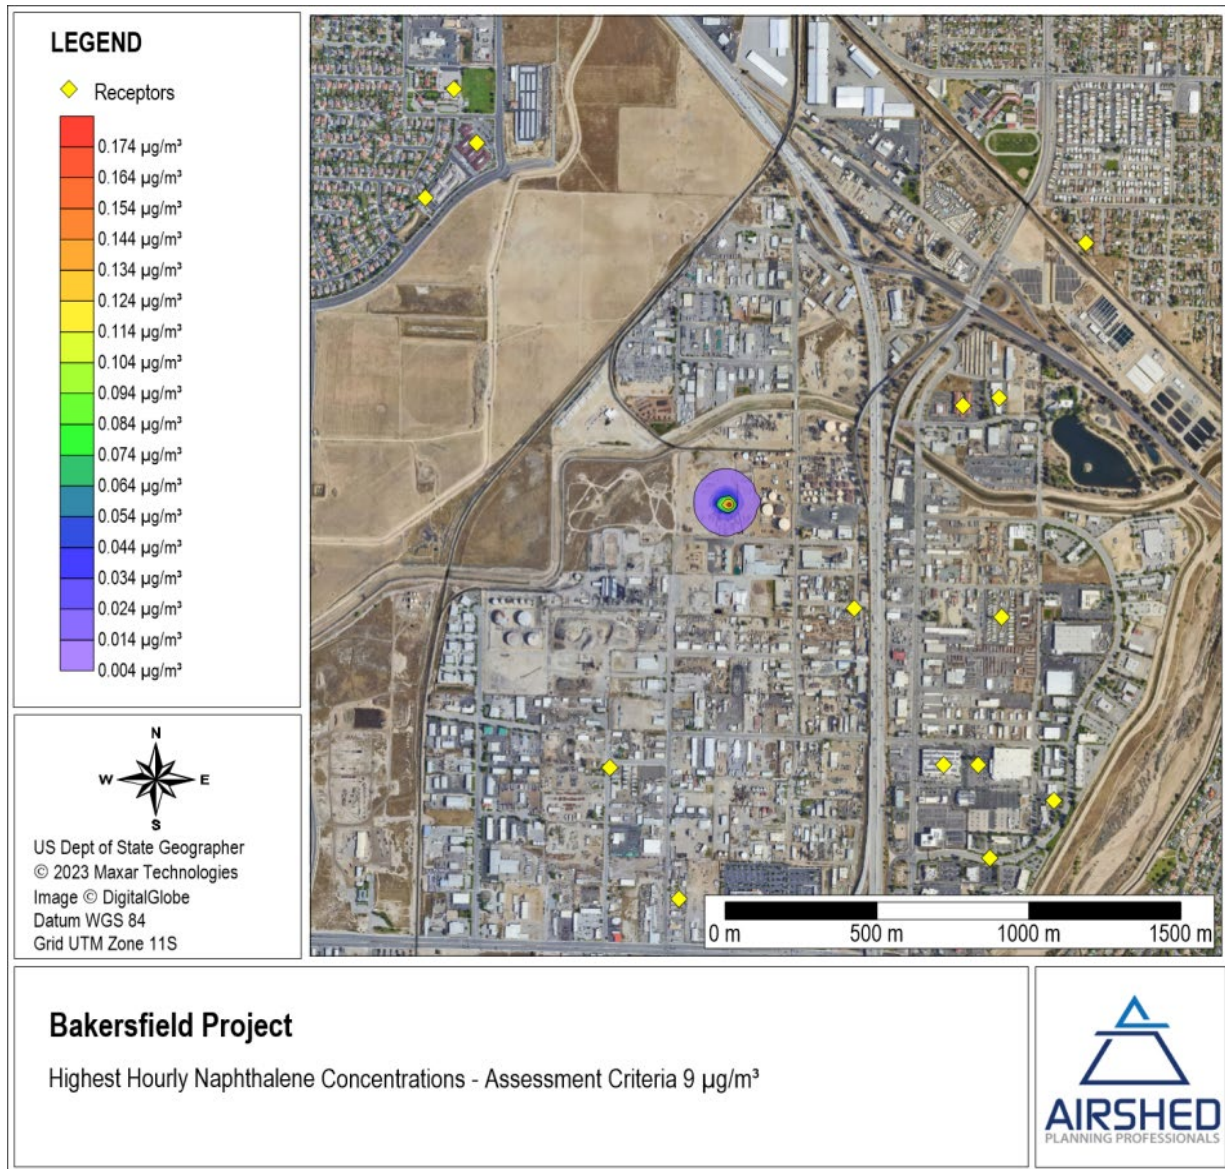 LEGEND
Receptors
0.174 µg/m³
0.164 µg/m³
0.154 µg/m³
0.144 µg/m³
0.134 µg/m³
0.124 µg/m³
0.114 µg/m³
0.104 µg/m³
0.094 µg/m³
0.084 µg/m³
0.074 µg/m³
0.064 µg/m³
0.054 µg/m³
0.044 µg/m³
0.034 µg/m³
0.024 µg/m³
0.014 µg/m³
0.004 µg/m³
N
W E
S
US Dept of State Geographer
© 2023 Maxar Technologies
Image © DigitalGlobe
Datum WGS 84
Grid UTM Zone 11S
0 m 500 m 1000 m 1500 m
Bakersfield Project
Highest Hourly Naphthalene Concentrations - Assessment Criteria 9 µg/m³
AIRSHED
PLANNING PROFESSIONALS